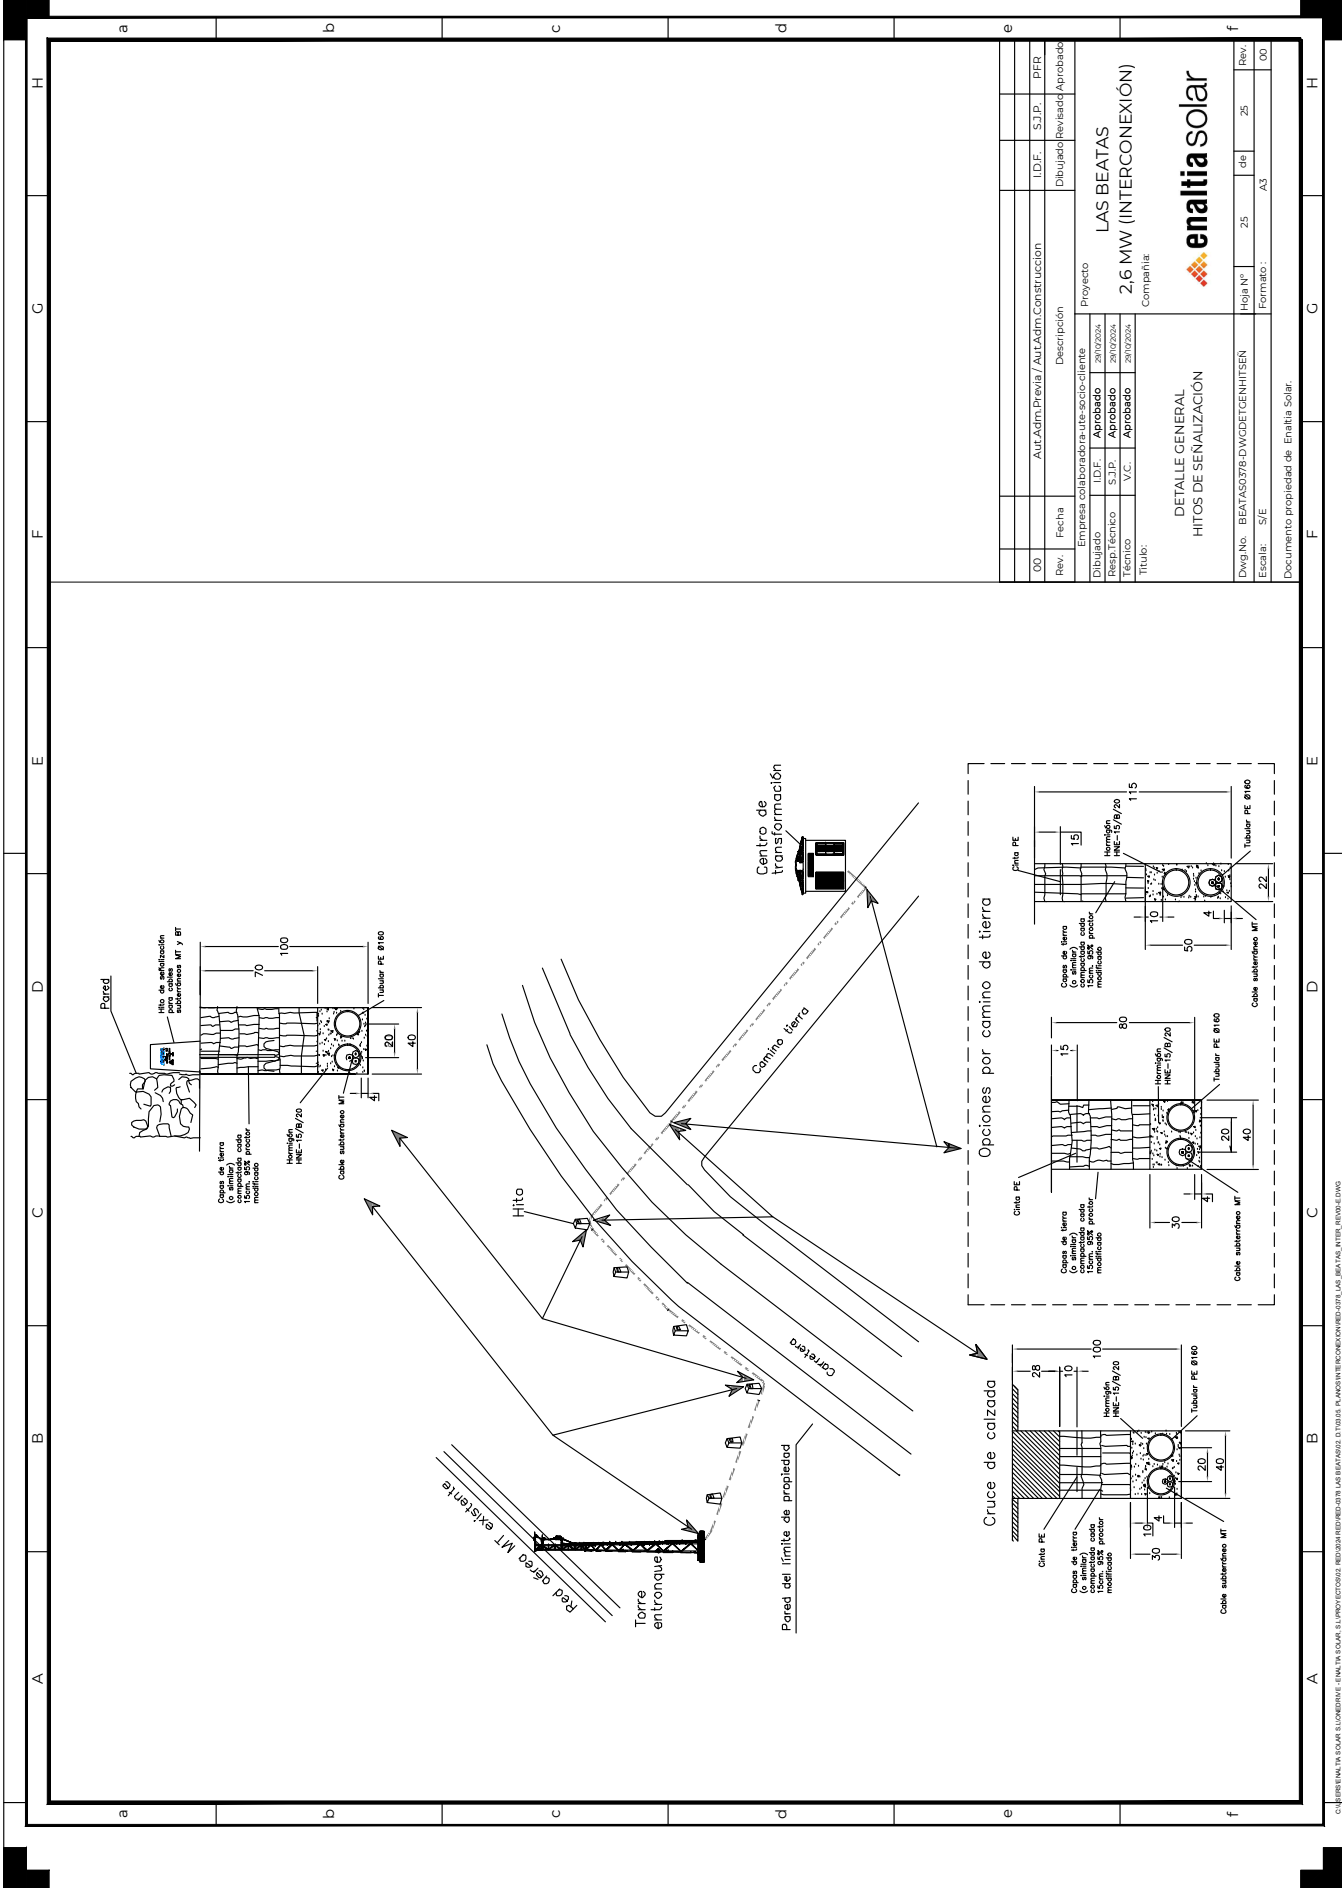 A B C D E F G H
a b c d e f
Pared
Hito de señalización
para cables
subterráneos MT y BT
100
70
Tubular PE Ø160
20
40
4
Capas de tierra
(o similar)
compactada cada
15cm. 95% proctor
modificado
Hormigón
HNE-15/B/20
Cable subterráneo MT
Hito
Red aérea MT existente
Torre
entronque
Pared del límite de propiedad
Carretera
Camino tierra
Centro de
transformación
Cruce de calzada
Cinta PE
Capas de tierra
(o similar)
compactada cada
15cm. 95% proctor
modificado
Cable subterráneo MT
28
10
100
Hormigón
HNE-15/B/20
Tubular PE Ø160
10
4
30
20
40
Opciones por camino de tierra
Cinta PE
Capas de tierra
(o similar)
compactada cada
15cm. 95% proctor
modificado
Cable subterráneo MT
15
80
Hormigón
HNE-15/B/20
Tubular PE Ø160
30
4
20
40
Cinta PE
15
115
Hormigón
HNE-15/B/20
Tubular PE Ø160
Capas de tierra
(o similar)
compactada cada
15cm. 95% proctor
modificado
Cable subterráneo MT
10
4
50
22
00 Aut.Adm.Previa / Aut.Adm.Construccion I.D.F. S.J.P. PFR
Rev. Fecha Descripción Dibujado Revisado Aprobado
Empresa colaboradora-ute-socio-cliente
Dibujado I.D.F. Aprobado 29/10/2024
Resp.Técnico S.J.P. Aprobado 29/10/2024
Técnico V.C. Aprobado 29/10/2024
Proyecto
LAS BEATAS
2,6 MW (INTERCONEXIÓN)
Compañia:
enaltia solar
Titulo:
DETALLE GENERAL
HITOS DE SEÑALIZACIÓN
Dwg.No. BEATAS0378-DWGDETGENHITSEÑ Hoja Nº 25 de 25 Rev.
Escala: S/E Formato : A3 00
Documento propiedad de Enaltia Solar.